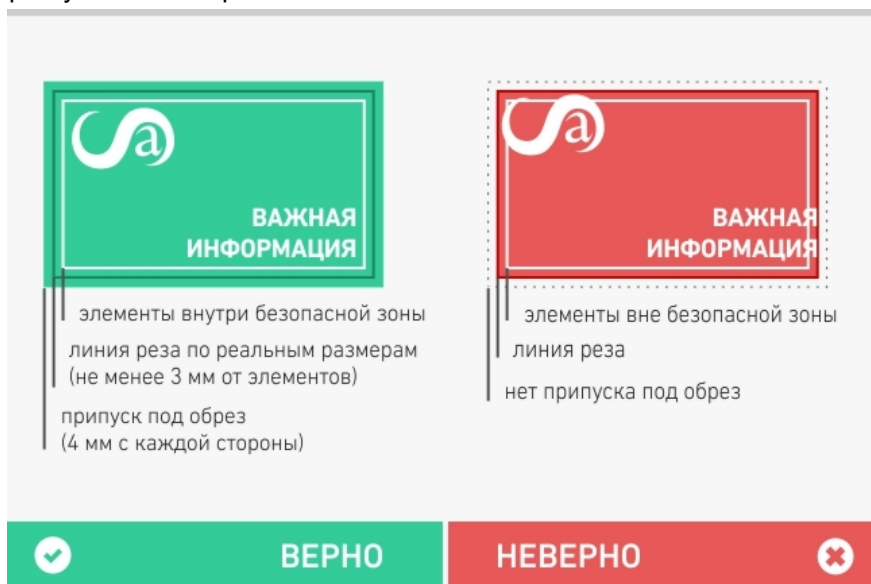 a
ВАЖНАЯ
ИНФОРМАЦИЯ
элементы внутри безопасной зоны
линия реза по реальным размерам
(не менее 3 мм от элементов)
припуск под обрез
(4 мм с каждой стороны)
ВЕРНО
a
ВАЖНАЯ
ИНФОРМАЦИЯ
элементы вне безопасной зоны
линия реза
нет припуска под обрез
НЕВЕРНО